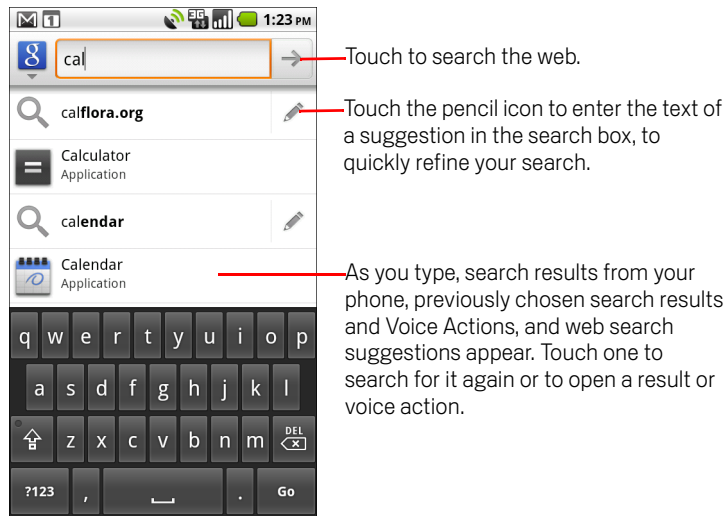 1
3G
1:23 PM
g
cal
Touch to search the web.
calflora.org
Touch the pencil icon to enter the text of
a suggestion in the search box, to
quickly refine your search.
Calculator
Application
calendar
Calendar
Application
As you type, search results from your
phone, previously chosen search results
and Voice Actions, and web search
suggestions appear. Touch one to
search for it again or to open a result or
voice action.
q w e r t y u i o p
a s d f g h j k l
z x c v b n m DEL
?123 , . Go